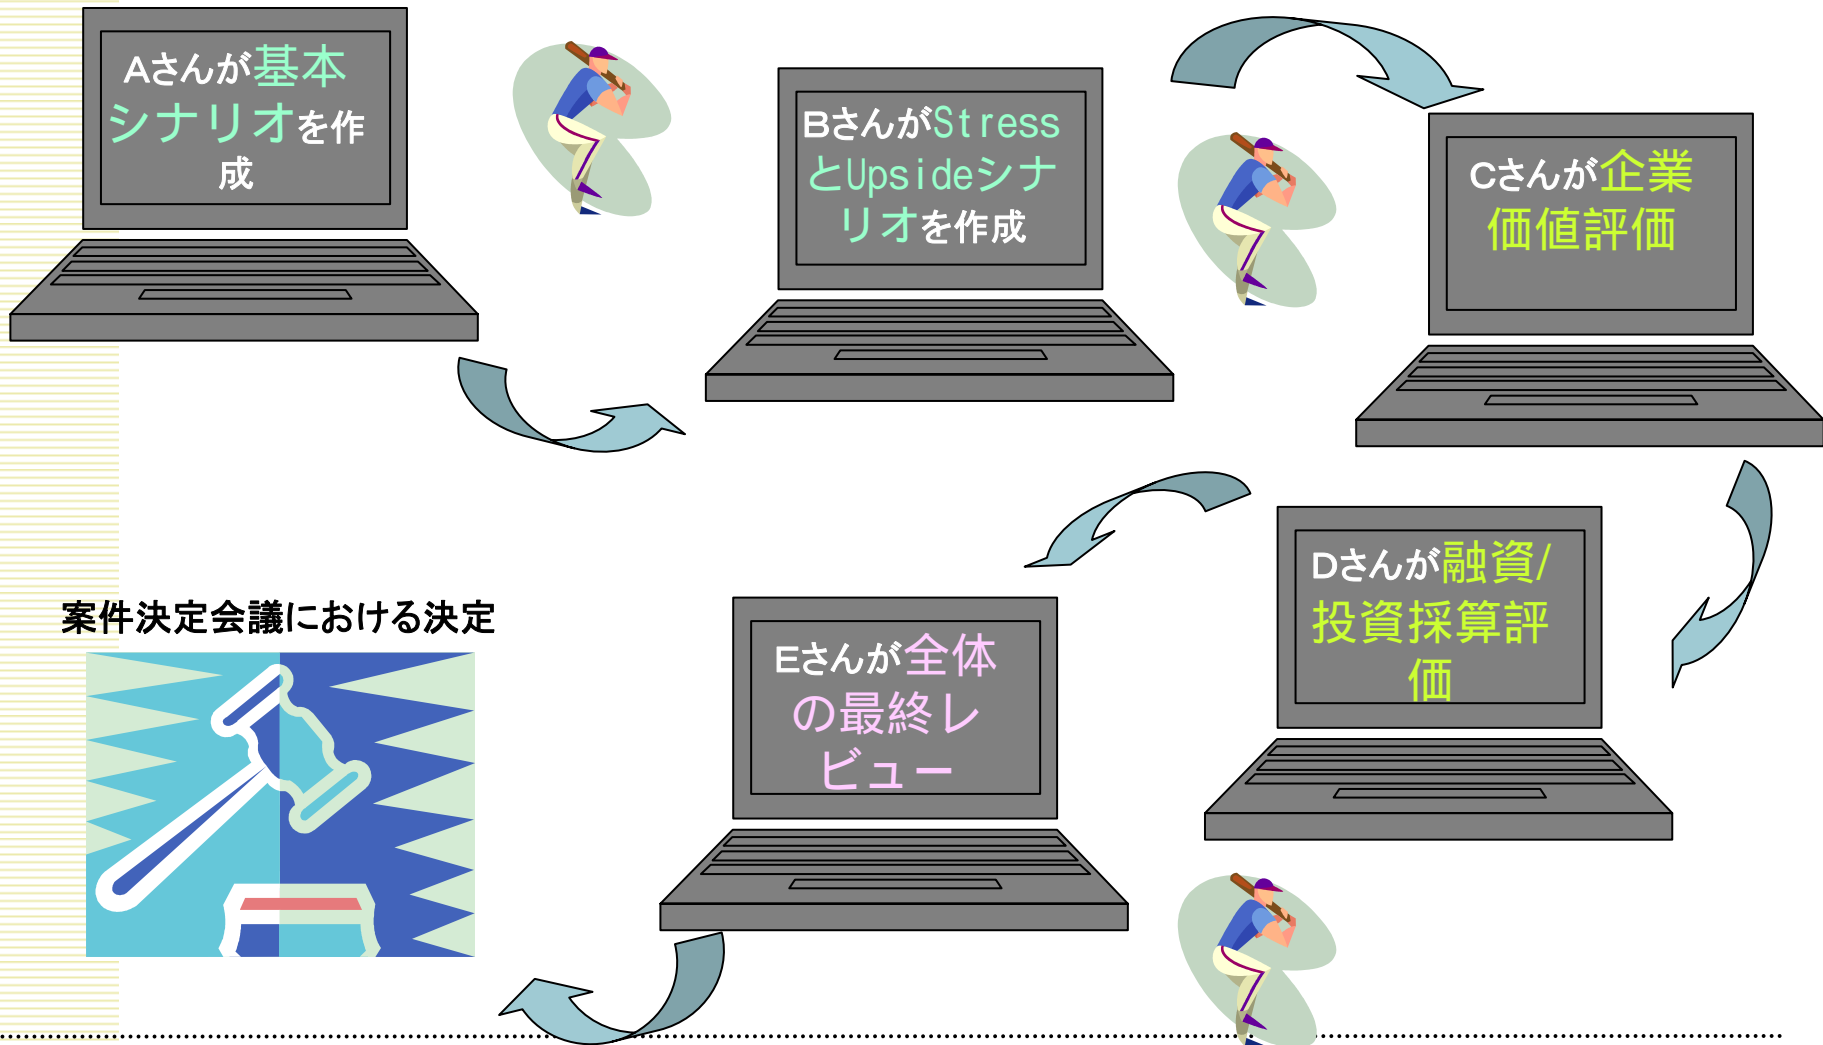 Aさんが基本
シナリオを作
成
BさんがStress
とUpsideシナ
リオを作成
Cさんが企業
価値評価
Dさんが融資/
投資採算評
価
Eさんが全体
の最終レ
ビュー
案件決定会議における決定